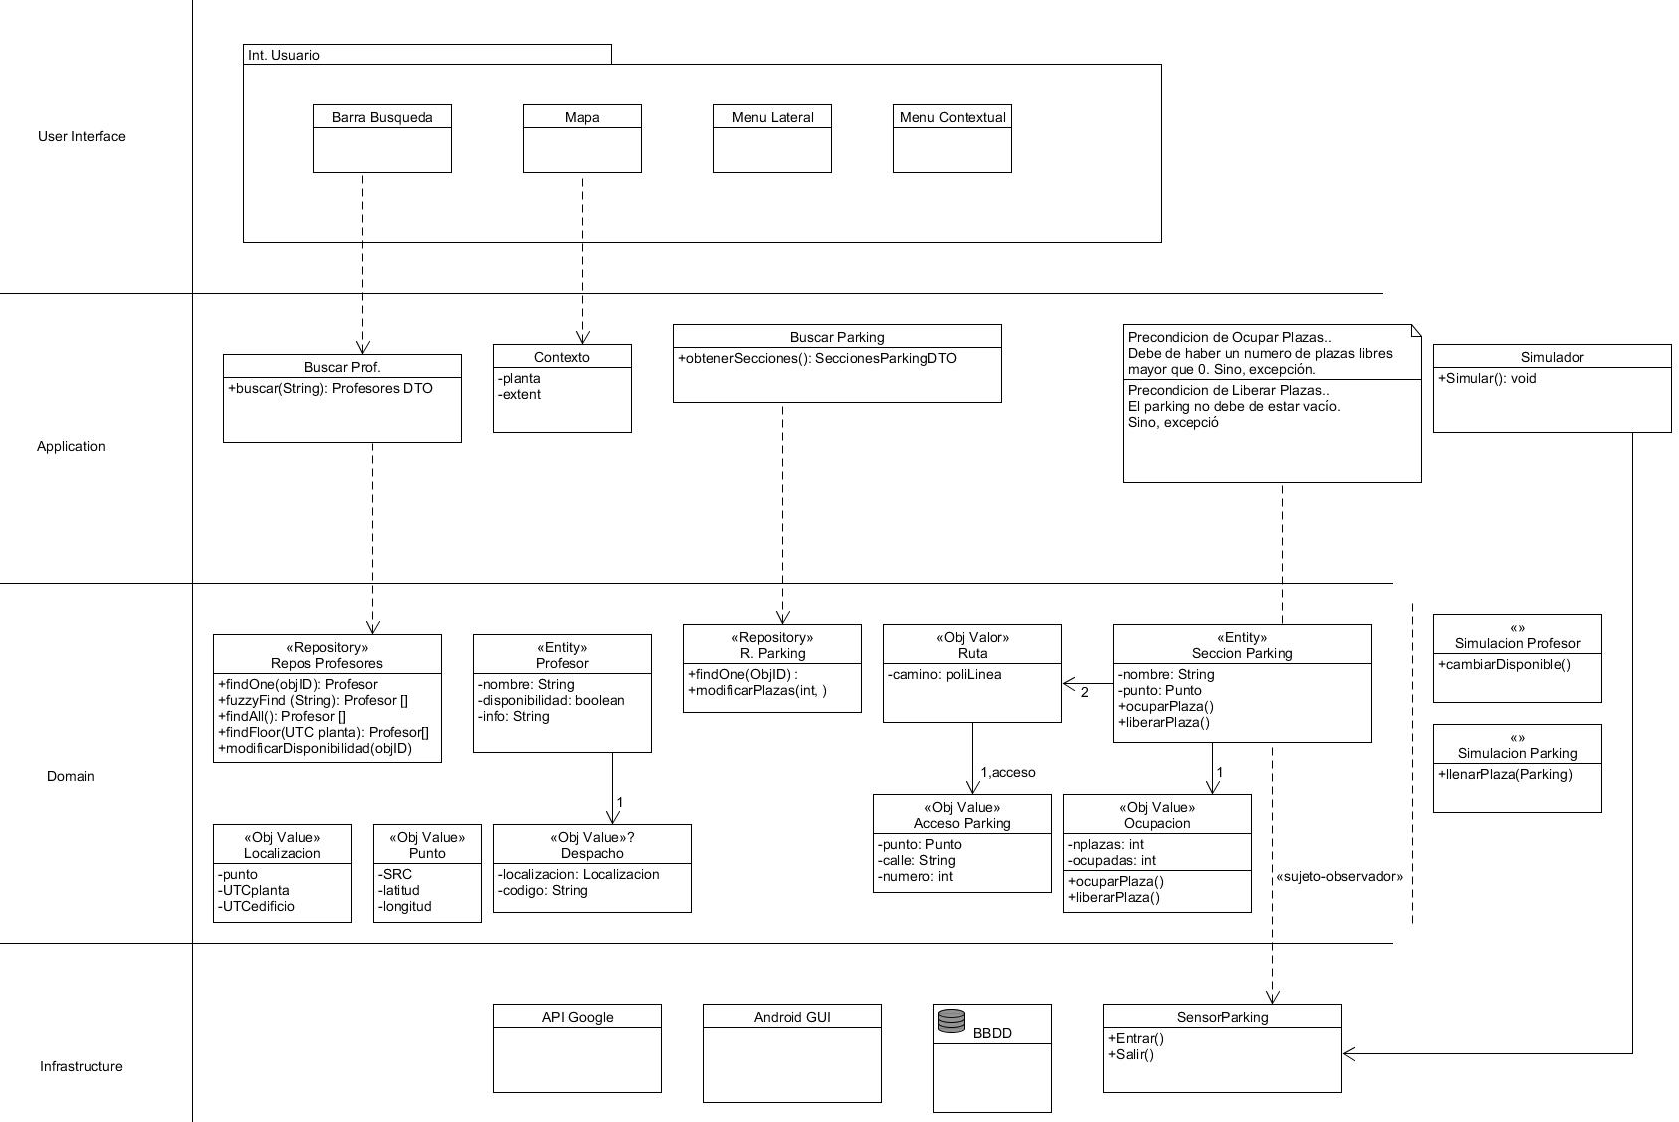 Int. Usuario
Barra Busqueda
Mapa
Menu Lateral
Menu Contextual
User Interface
Buscar Prof.
+buscar(String): Profesores DTO
Contexto
-planta
-extent
Buscar Parking
+obtenerSecciones(): SeccionesParkingDTO
Precondicion de Ocupar Plazas..
Debe de haber un numero de plazas libres
mayor que 0. Sino, excepción.
Precondicion de Liberar Plazas..
El parking no debe de estar vacío.
Sino, excepció
Simulador
+Simular(): void
Application
«Repository»
Repos Profesores
+findOne(objID): Profesor
+fuzzyFind (String): Profesor []
+findAll(): Profesor []
+findFloor(UTC planta): Profesor[]
+modificarDisponibilidad(objID)
«Entity»
Profesor
-nombre: String
-disponibilidad: boolean
-info: String
1
«Repository»
R. Parking
+findOne(ObjID) :
+modificarPlazas(int, )
«Obj Valor»
Ruta
-camino: poliLinea
2
1,acceso
«Entity»
Seccion Parking
-nombre: String
-punto: Punto
+ocuparPlaza()
+liberarPlaza()
1
«»
Simulacion Profesor
+cambiarDisponible()
«»
Simulacion Parking
+llenarPlaza(Parking)
Domain
«Obj Value»
Localizacion
-punto
-UTCplanta
-UTCedificio
«Obj Value»
Punto
-SRC
-latitud
-longitud
«Obj Value»?
Despacho
-localizacion: Localizacion
-codigo: String
«Obj Value»
Acceso Parking
-punto: Punto
-calle: String
-numero: int
«Obj Value»
Ocupacion
-nplazas: int
-ocupadas: int
+ocuparPlaza()
+liberarPlaza()
«sujeto-observador»
API Google
Android GUI
BBDD
SensorParking
+Entrar()
+Salir()
Infrastructure